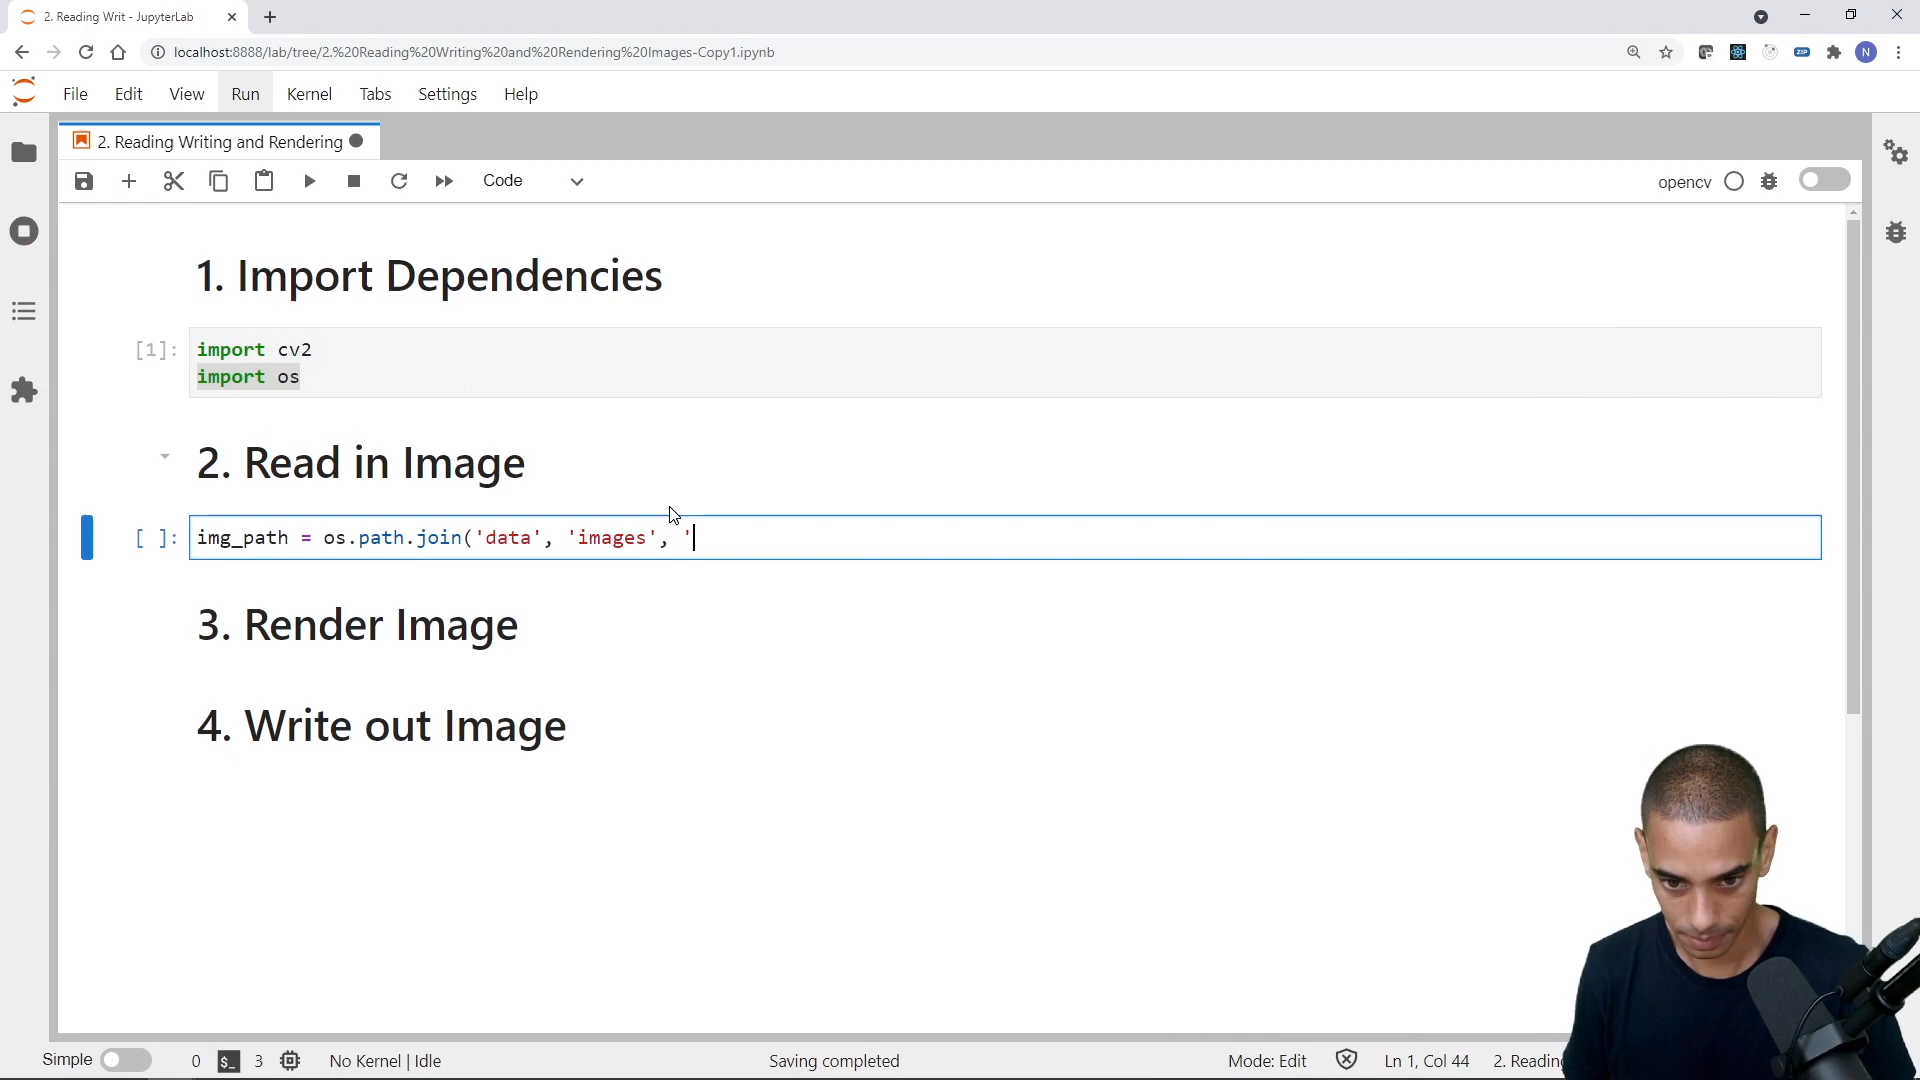 2. Reading Writ - JupyterLab
localhost:8888/lab/tree/2.%20Reading%20Writing%20and%20Rendering%20Images-Copy1.ipynb
ZIP
N
File Edit View Run Kernel Tabs Settings Help
2. Reading Writing and Rendering
Code
opencv
1. Import Dependencies
[1]: import cv2
import os
2. Read in Image
[ ]: img_path = os.path.join('data', 'images', '
3. Render Image
4. Write out Image
Simple 0 $_ 3 No Kernel | Idle Saving completed Mode: Edit Ln 1, Col 44 2. Reading